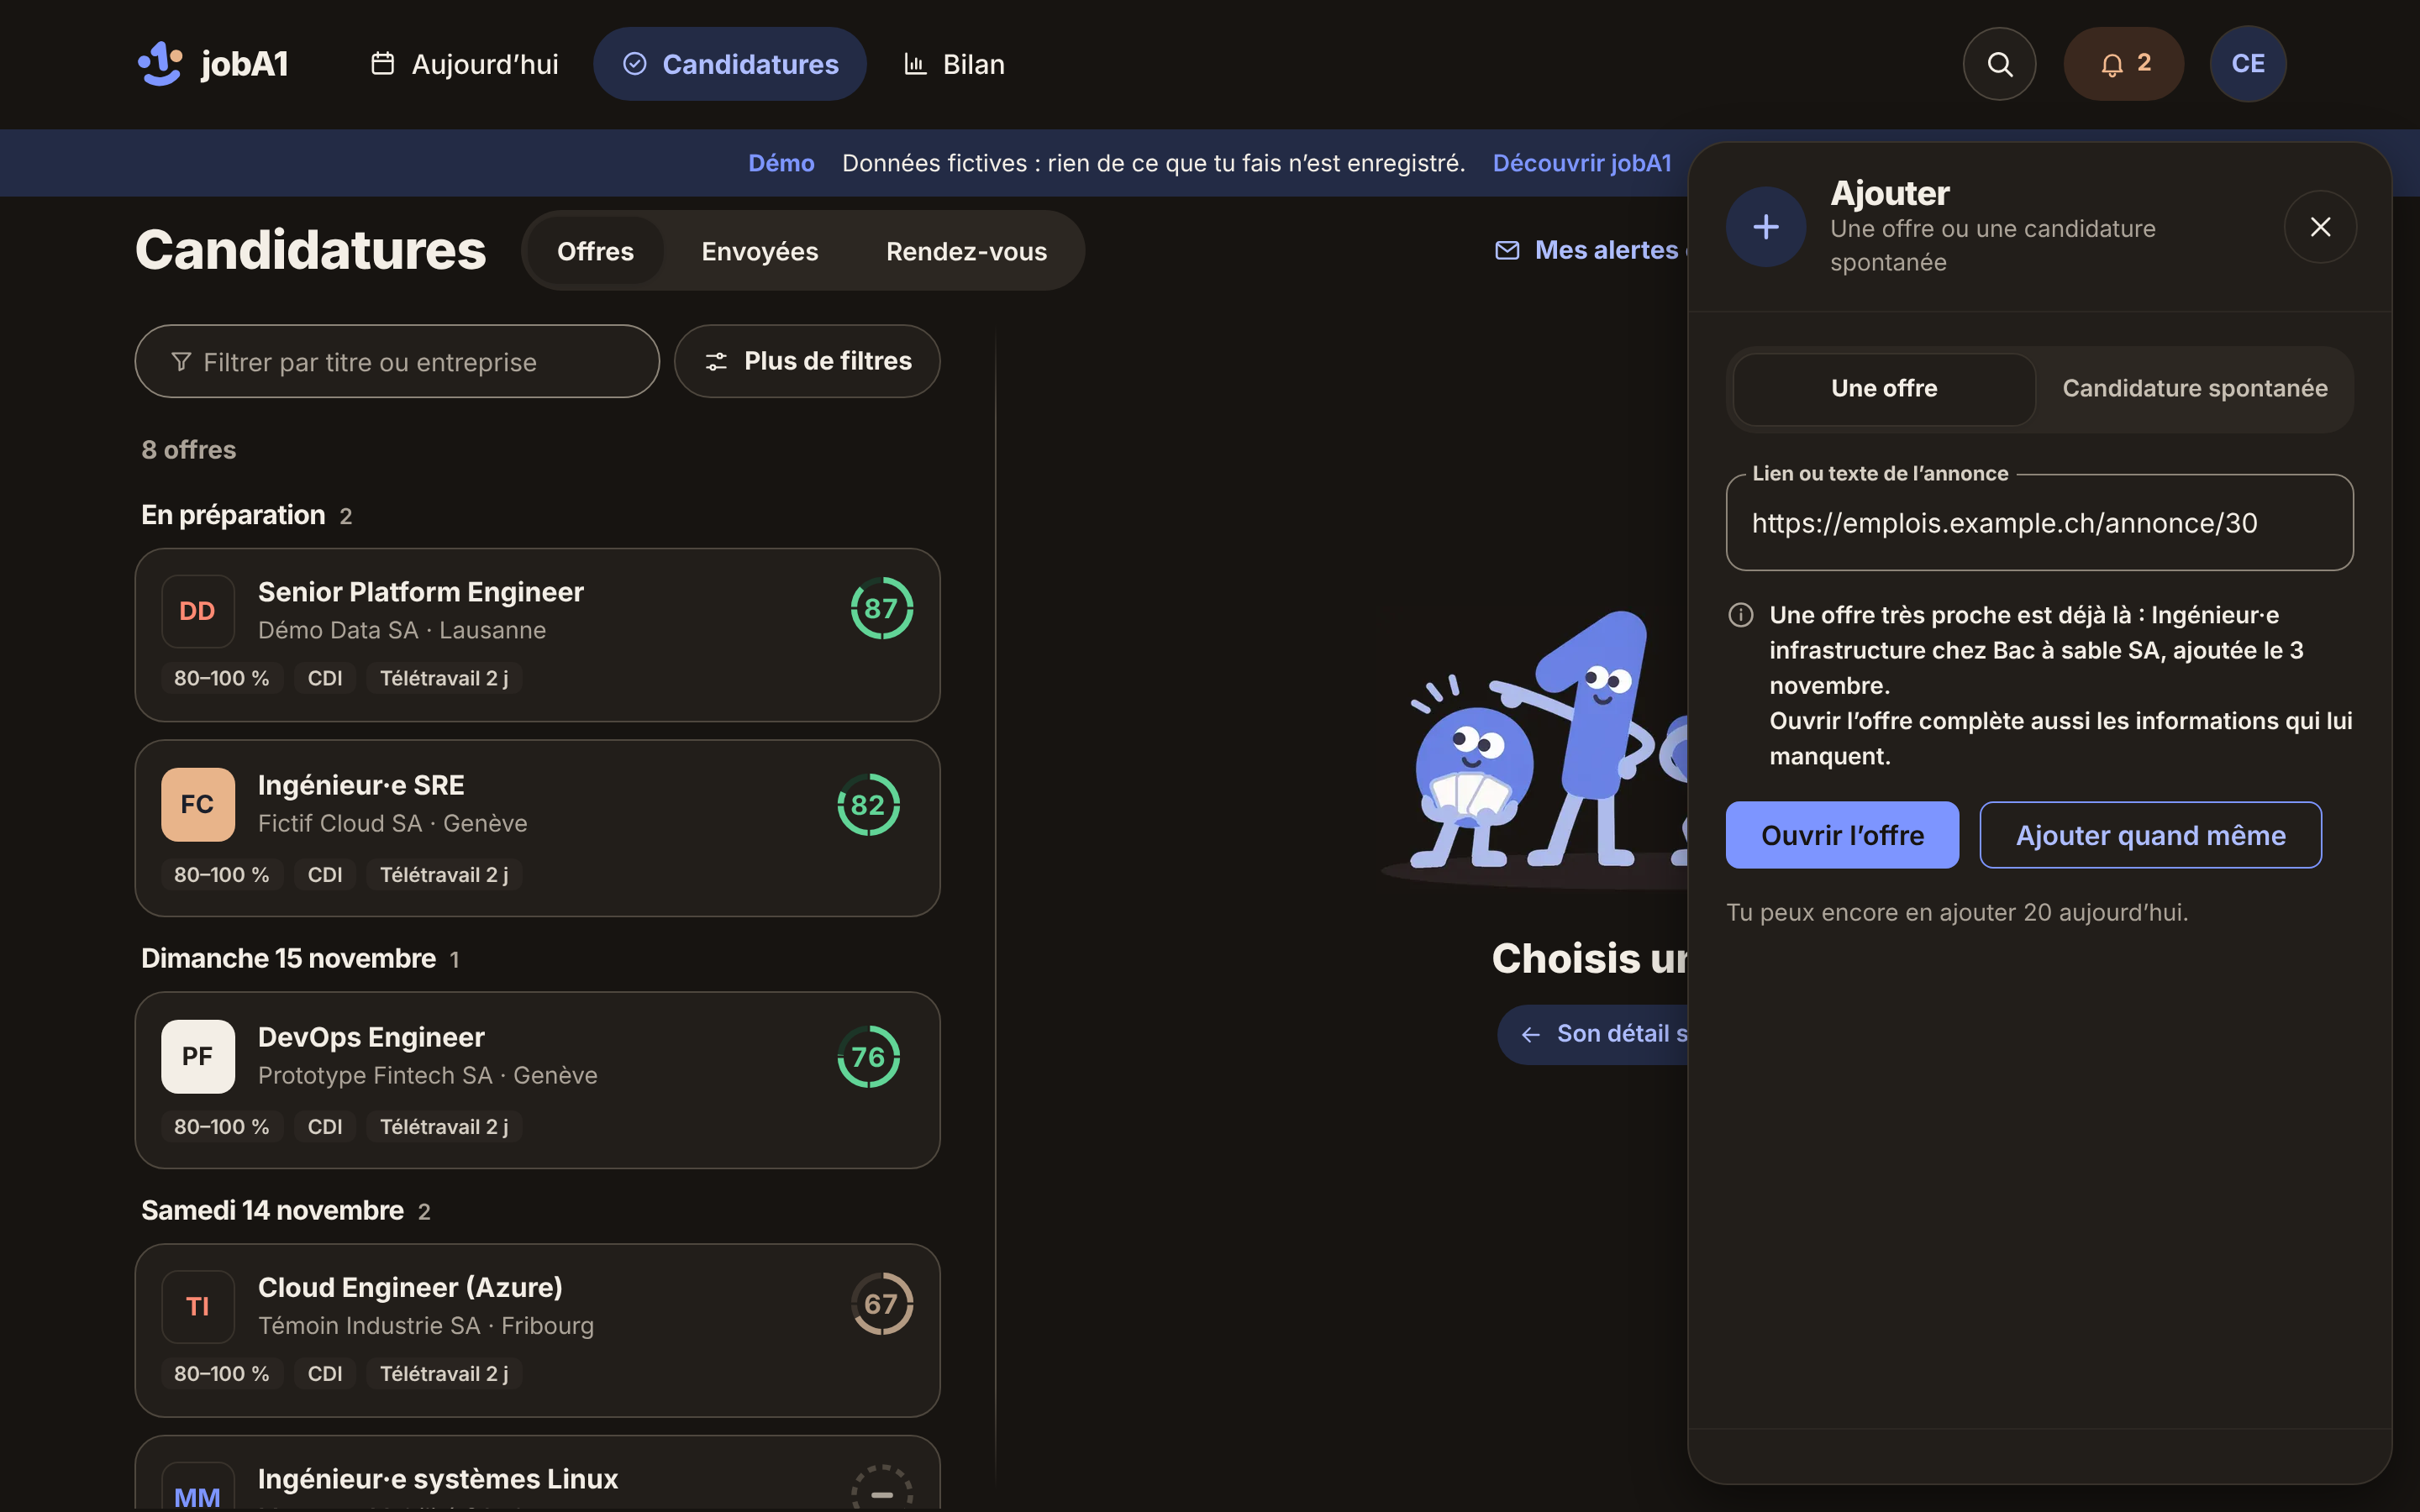 jobA1
Aujourd’hui
Candidatures
Bilan
2
CE
Démo Données fictives : rien de ce que tu fais n’est enregistré. Découvrir jobA1
Candidatures
Offres
Envoyées
Rendez-vous
Mes alertes
Filtrer par titre ou entreprise
Plus de filtres
8 offres
En préparation 2
DD
Senior Platform Engineer
Démo Data SA · Lausanne
87
80–100 % CDI Télétravail 2 j
FC
Ingénieur·e SRE
Fictif Cloud SA · Genève
82
80–100 % CDI Télétravail 2 j
Dimanche 15 novembre 1
PF
DevOps Engineer
Prototype Fintech SA · Genève
76
80–100 % CDI Télétravail 2 j
Samedi 14 novembre 2
TI
Cloud Engineer (Azure)
Témoin Industrie SA · Fribourg
67
80–100 % CDI Télétravail 2 j
MM
Ingénieur·e systèmes Linux
Choisis
Son détail
Ajouter
Une offre ou une candidature
spontanée
Une offre
Candidature spontanée
Lien ou texte de l’annonce
https://emplois.example.ch/annonce/30
Une offre très proche est déjà là : Ingénieur·e
infrastructure chez Bac à sable SA, ajoutée le 3
novembre.
Ouvrir l’offre complète aussi les informations qui lui
manquent.
Ouvrir l’offre
Ajouter quand même
Tu peux encore en ajouter 20 aujourd’hui.